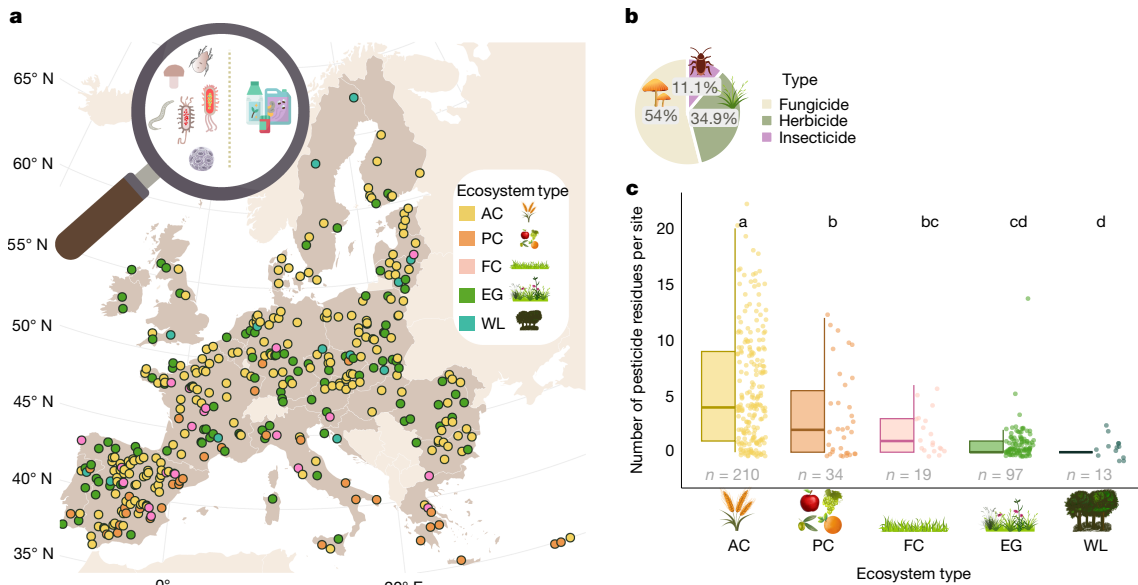 a
65° N
60° N
55° N
50° N
45° N
40° N
35° N
0°
20° E
Ecosystem type
AC
PC
FC
EG
WL
b
11.1%
54%
34.9%
Type
Fungicide
Herbicide
Insecticide
c
Number of pesticide residues per site
20
15
10
5
0
a b bc cd d
n = 210 n = 34 n = 19 n = 97 n = 13
AC PC FC EG WL
Ecosystem type